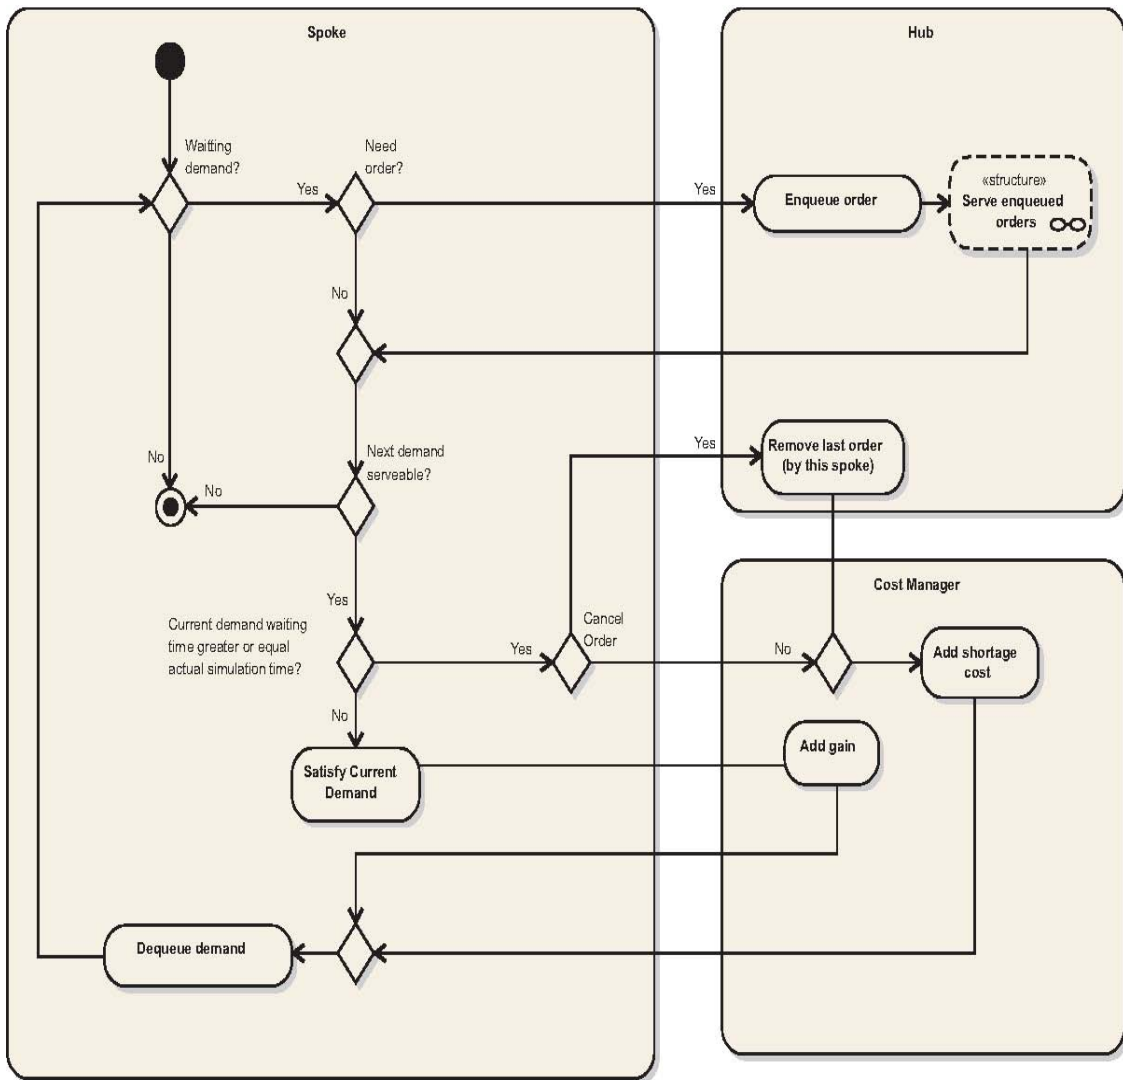 Spoke
Hub
Waitting
demand?
Need
order?
Yes
Yes
Enqueue order
«structure»
Serve enqueued
orders
No
Yes
Remove last order
(by this spoke)
No
Next demand
serveable?
No
Cost Manager
Yes
Current demand waiting
time greater or equal
actual simulation time?
Yes
Cancel
Order
No
Add shortage
cost
No
Add gain
Satisfy Current
Demand
Dequeue demand